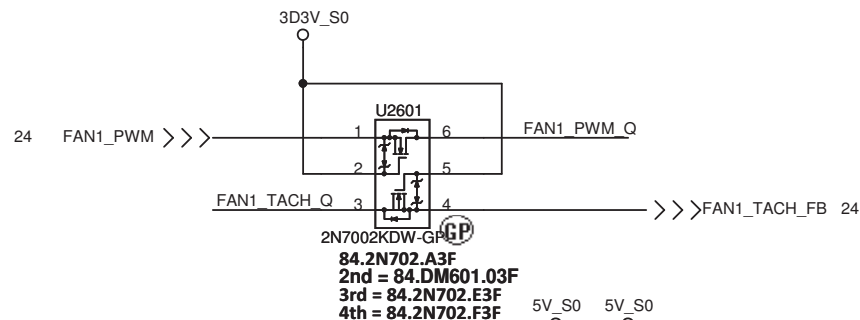 3D3V_S0
U2601
24 FAN1_PWM 1 6 FAN1_PWM_Q
2 5
FAN1_TACH_Q 3 4 FAN1_TACH_FB 24
2N7002KDW-GP GP
84.2N702.A3F
2nd = 84.DM601.03F
3rd = 84.2N702.E3F
4th = 84.2N702.F3F
5V_S0 5V_S0